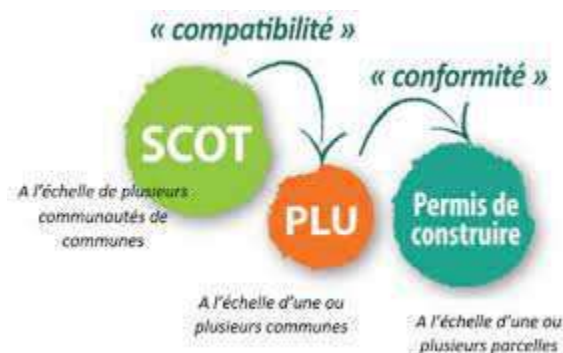 « compatibilité »
« conformité »
SCOT
A l'échelle de plusieurs
communautés de
communes
PLU
A l'échelle d'une ou
plusieurs communes
Permis de
construire
A l'échelle d'une ou
plusieurs parcelles